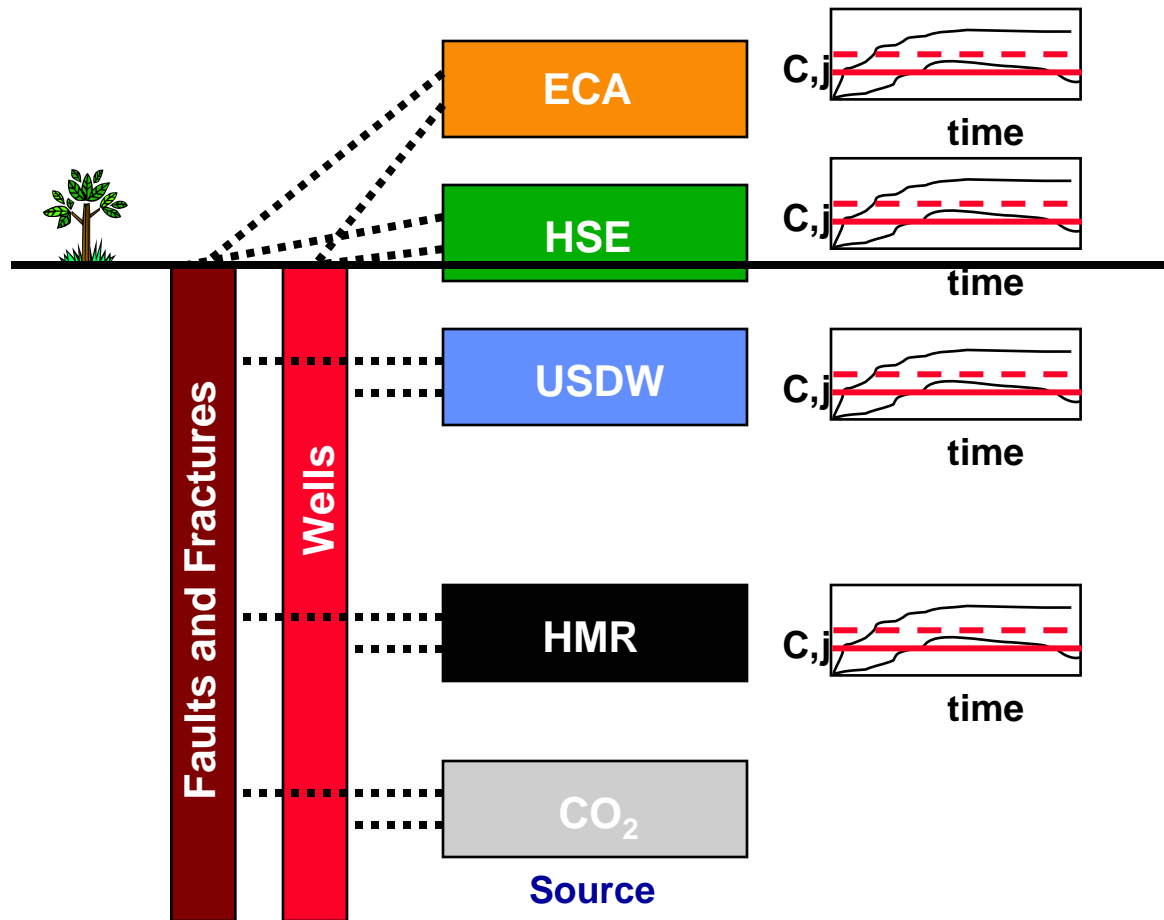 ECA
C,j
time
HSE
C,j
time
USDW
C,j
time
Faults and Fractures
Wells
HMR
C,j
time
CO₂
Source